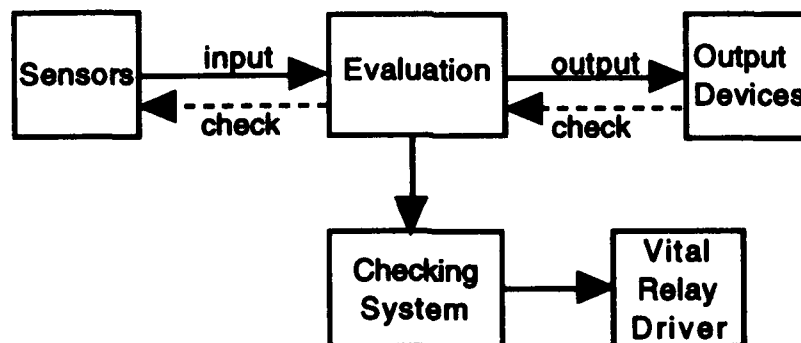 Sensors
input
check
Evaluation
output
check
Output
Devices
Checking
System
Vital
Relay
Driver